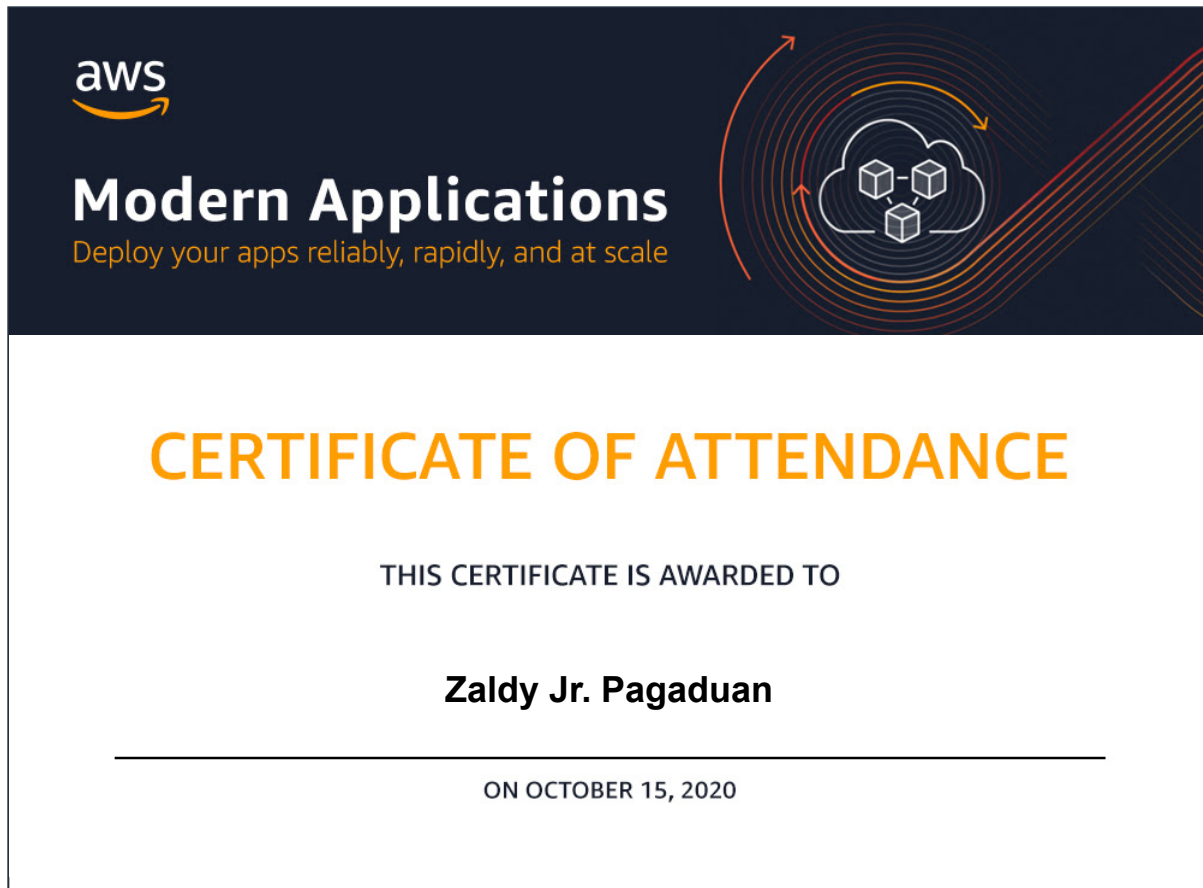 aws
Modern Applications
Deploy your apps reliably, rapidly, and at scale
CERTIFICATE OF ATTENDANCE
THIS CERTIFICATE IS AWARDED TO
Zaldy Jr. Pagaduan
ON OCTOBER 15, 2020